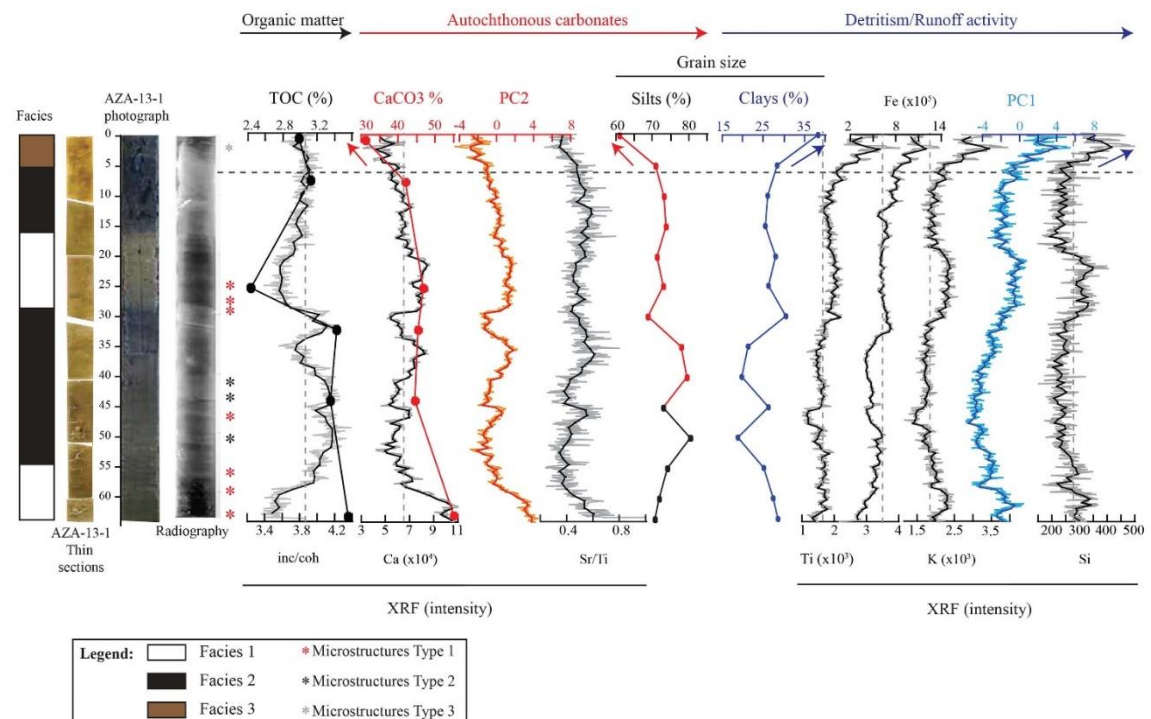 Organic matter Autochthonous carbonates Detritism/Runoff activity
Grain size
Facies AZA-13-1 photograph TOC (%) CaCO3 % PC2 Silts (%) Clays (%) Fe (x10⁵) PC1
2.4 3.2 30 40 50 -4 0 4 8 60 70 80 15 25 35 2 6 10 14 -4 0 4 8
0
5
10
15
20
25
30
35
40
45
50
55
60
AZA-13-1 Thin sections Radiography
3.4 3.8 4.2 3 5 7 9 11 0.4 0.8 1 1.5 2 3 4 1.5 2.5 3.5 200 300 400 500
inc/coh Ca (x10⁴) Sr/Ti Ti (x10³) K (x10³) Si
XRF (intensity) XRF (intensity)
Legend: Facies 1 * Microstructures Type 1
Facies 2 * Microstructures Type 2
Facies 3 * Microstructures Type 3